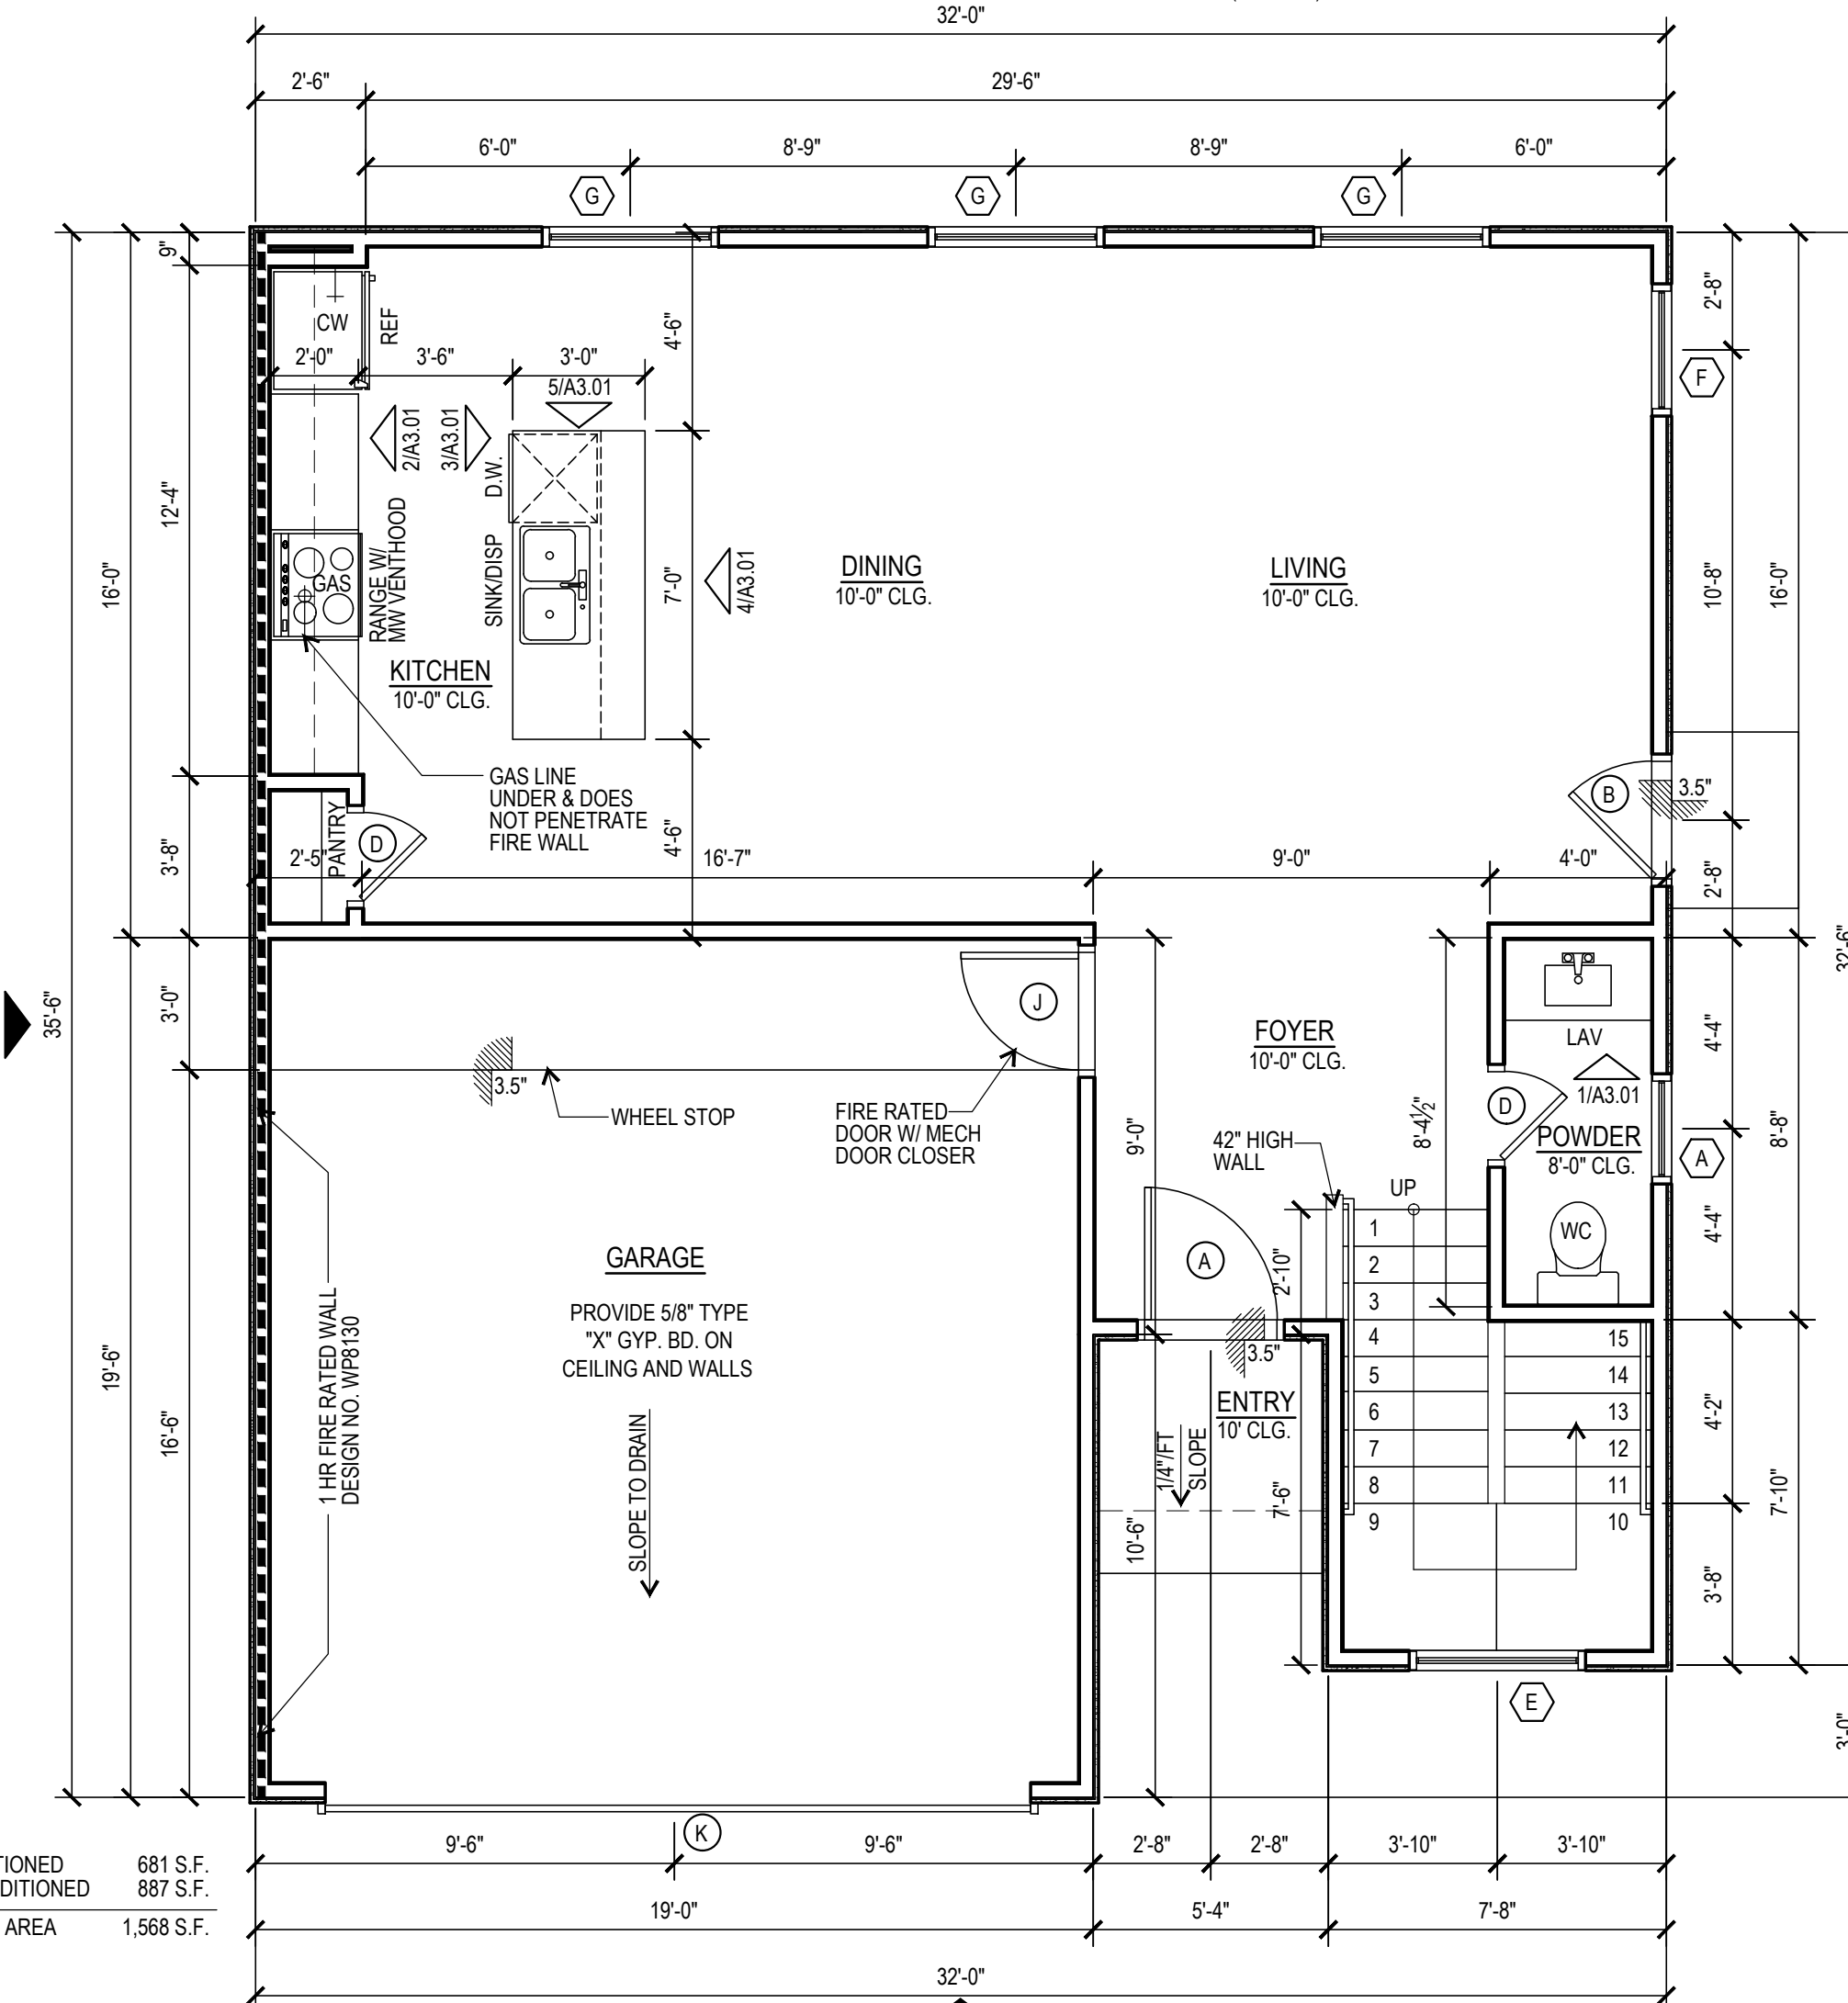 32'-0"
2'-6"
29'-6"
6'-0"
8'-9"
8'-9"
6'-0"
G
G
G
9"
2'-8"
CW
REF
4'-6"
2'-0"
3'-6"
3'-0"
5/A3.01
F
2/A3.01
3/A3.01
D.W.
12'-4"
16'-0"
RANGE W/
MW VENTHOOD
GAS
SINK/DISP
7'-0"
4/A3.01
DINING
10'-0" CLG.
LIVING
10'-0" CLG.
10'-8"
16'-0"
KITCHEN
10'-0" CLG.
GAS LINE
UNDER & DOES
NOT PENETRATE
FIRE WALL
B
3.5"
PANTRY
D
3'-8"
2'-5"
4'-6"
16'-7"
9'-0"
4'-0"
2'-8"
32'-6"
35'-6"
3'-0"
J
FOYER
10'-0" CLG.
LAV
4'-4"
3.5"
WHEEL STOP
FIRE RATED
DOOR W/ MECH
DOOR CLOSER
9'-0"
42" HIGH
WALL
8'-4½"
D
1/A3.01
POWDER
8'-0" CLG.
A
8'-8"
UP
WC
4'-4"
GARAGE
PROVIDE 5/8" TYPE
"X" GYP. BD. ON
CEILING AND WALLS
A
2'-10"
1
2
3
4
5
6
7
8
9
15
14
13
12
11
10
3.5"
ENTRY
10' CLG.
19'-6"
16'-6"
1 HR FIRE RATED WALL
DESIGN NO. WP8130
SLOPE TO DRAIN
1/4"/FT
SLOPE
7'-6"
10'-6"
4'-2"
7'-10"
3'-8"
E
3'-0"
K
9'-6"
9'-6"
2'-8"
2'-8"
3'-10"
3'-10"
TIONED 681 S.F.
DITIONED 887 S.F.
AREA 1,568 S.F.
19'-0"
5'-4"
7'-8"
32'-0"